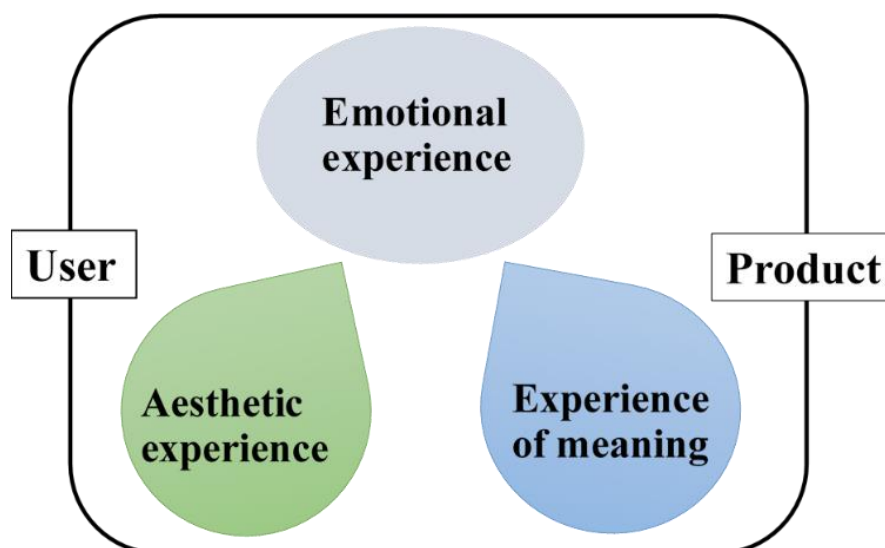 Emotional
experience
User
Product
Aesthetic
experience
Experience
of meaning